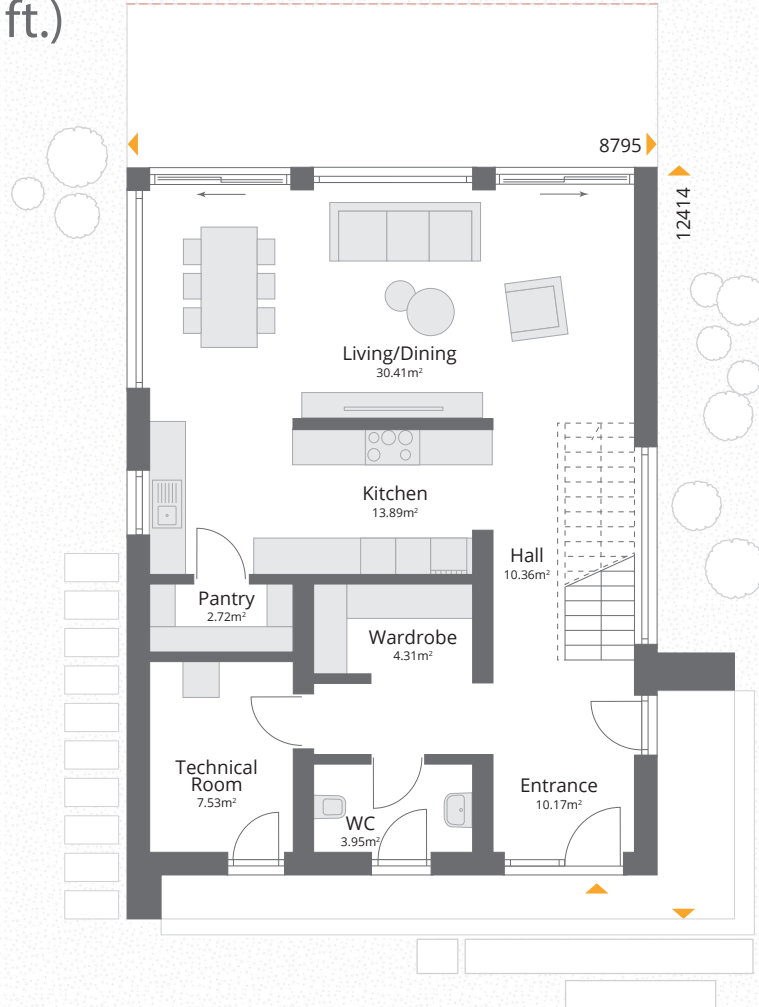 ft.)
8795
12414
Living/Dining
30.41m²
Kitchen
13.89m²
Hall
10.36m²
Pantry
2.72m²
Wardrobe
4.31m²
Technical
Room
7.53m²
Entrance
10.17m²
WC
3.95m²